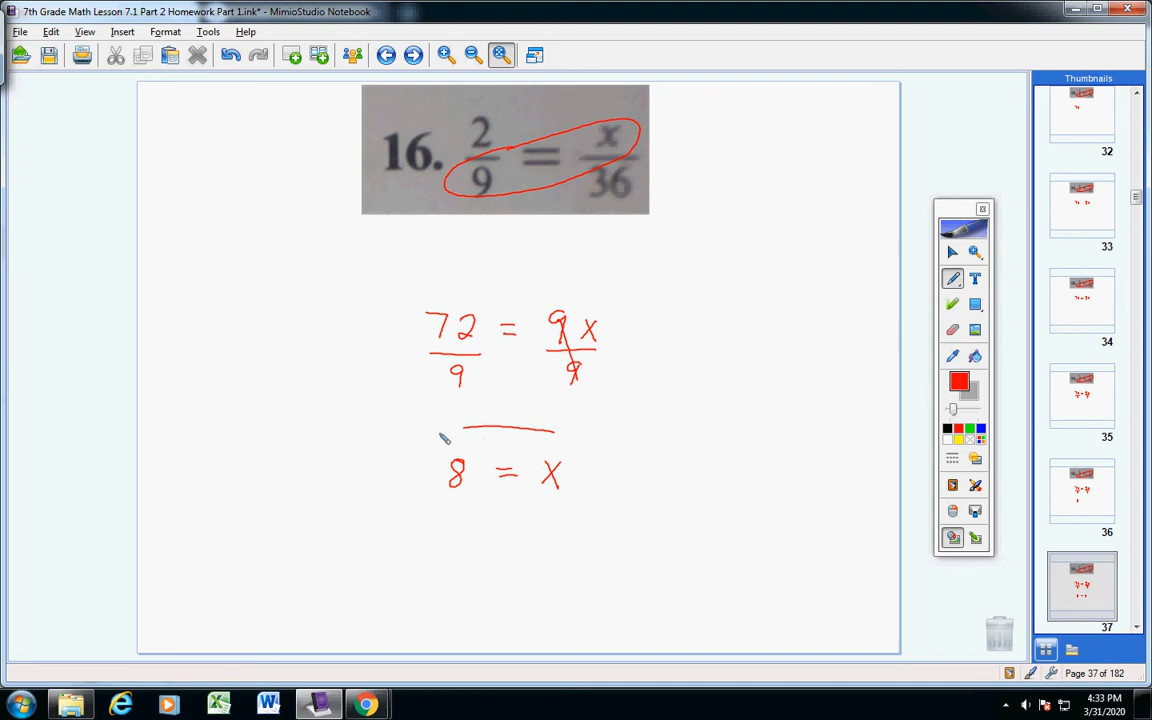 7th Grade Math Lesson 7.1 Part 2 Homework Part 1.ink* - MimioStudio Notebook
File Edit View Insert Format Tools Help
Thumbnails
16. 2/9 = x/36
72/9 = 9x/9
8 = x
T
32
33
34
35
36
37
Page 37 of 182
4:33 PM
3/31/2020